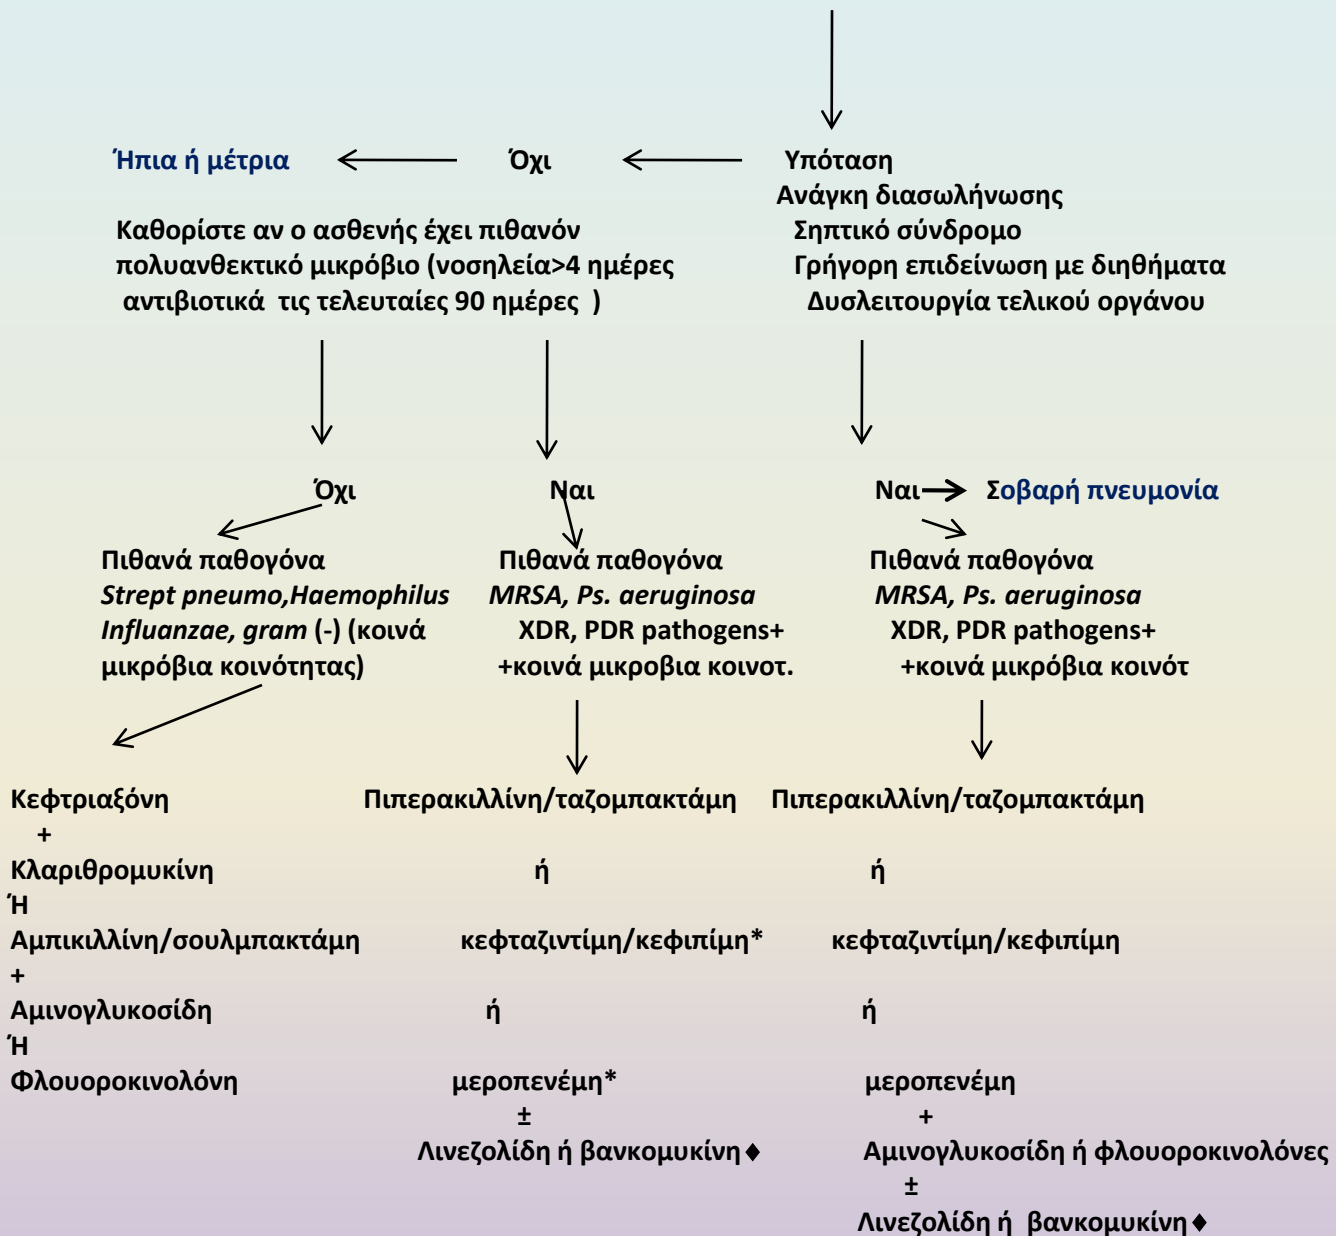 Ήπια ή μέτρια
Όχι
Υπόταση
Ανάγκη διασωλήνωσης
Σηπτικό σύνδρομο
Γρήγορη επιδείνωση με διηθήματα
Δυσλειτουργία τελικού οργάνου
Καθορίστε αν ο ασθενής έχει πιθανόν
πολυανθεκτικό μικρόβιο (νοσηλεία>4 ημέρες
αντιβιοτικά τις τελευταίες 90 ημέρες )
Όχι
Ναι
Ναι
Σοβαρή πνευμονία
Πιθανά παθογόνα
Strept pneumo,Haemophilus
Influanzae, gram (-) (κοινά
μικρόβια κοινότητας)
Πιθανά παθογόνα
MRSA, Ps. aeruginosa
XDR, PDR pathogens+
+κοινά μικροβια κοινοτ.
Πιθανά παθογόνα
MRSA, Ps. aeruginosa
XDR, PDR pathogens+
+κοινά μικρόβια κοινότ
Κεφτριαξόνη
+
Κλαριθρομυκίνη
Ή
Αμπικιλλίνη/σουλμπακτάμη
+
Αμινογλυκοσίδη
Ή
Φλουοροκινολόνη
Πιπερακιλλίνη/ταζομπακτάμη
ή
κεφταζιντίμη/κεφιπίμη*
ή
μεροπενέμη*
±
Λινεζολίδη ή βανκομυκίνη♦
Πιπερακιλλίνη/ταζομπακτάμη
ή
κεφταζιντίμη/κεφιπίμη
ή
μεροπενέμη
+
Αμινογλυκοσίδη ή φλουοροκινολόνες
±
Λινεζολίδη ή βανκομυκίνη♦